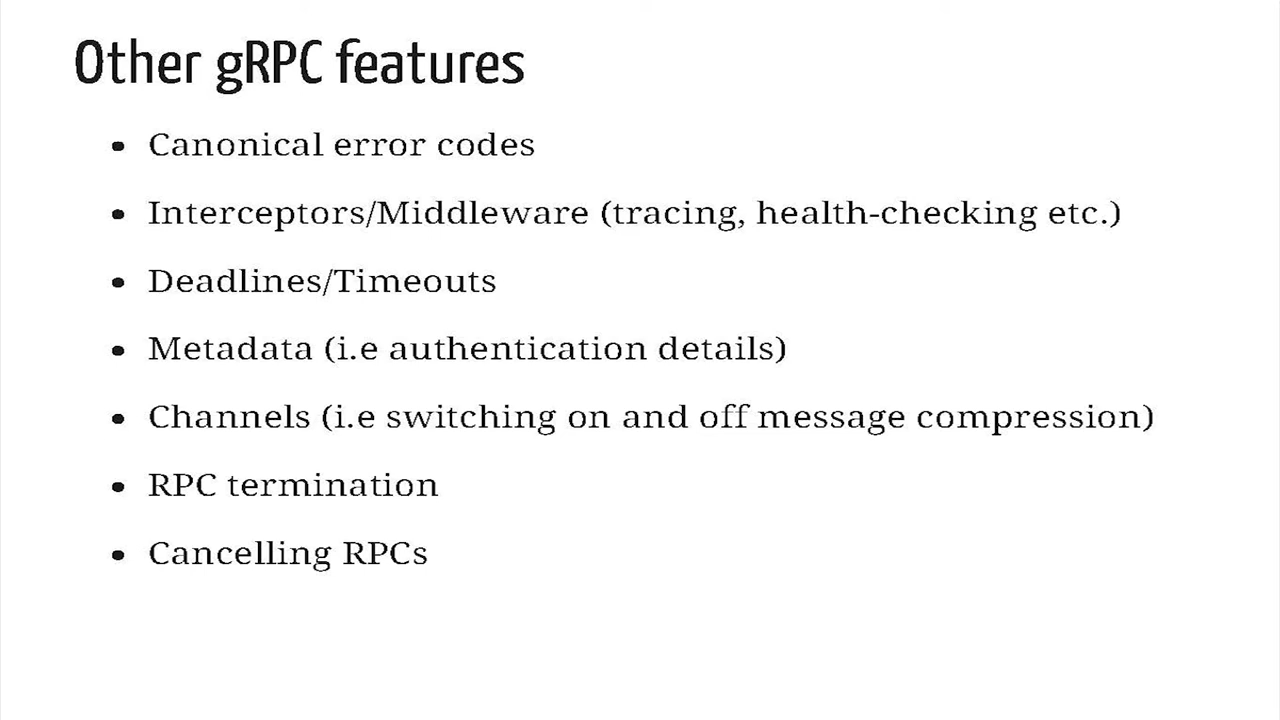 Other gRPC features
• Canonical error codes
• Interceptors/Middleware (tracing, health-checking etc.)
• Deadlines/Timeouts
• Metadata (i.e authentication details)
• Channels (i.e switching on and off message compression)
• RPC termination
• Cancelling RPCs